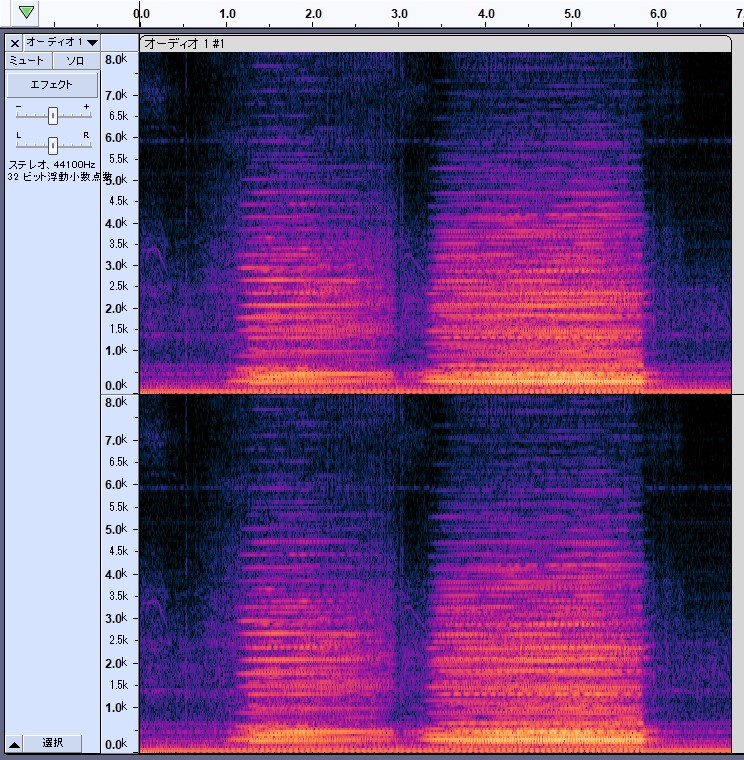 0.0 1.0 2.0 3.0 4.0 5.0 6.0 7.
× オーディオ 1
オーディオ 1 #1
ミュート ソロ
エフェクト
- +
L R
ステレオ、44100Hz
32 ビット浮動小数点数
8.0k
7.0k
6.5k
6.0k
5.5k
5.0k
4.5k
4.0k
3.5k
3.0k
2.5k
2.0k
1.5k
1.0k
0.0k
8.0k
7.0k
6.5k
6.0k
5.5k
5.0k
4.5k
4.0k
3.5k
3.0k
2.5k
2.0k
1.5k
1.0k
0.0k
選択